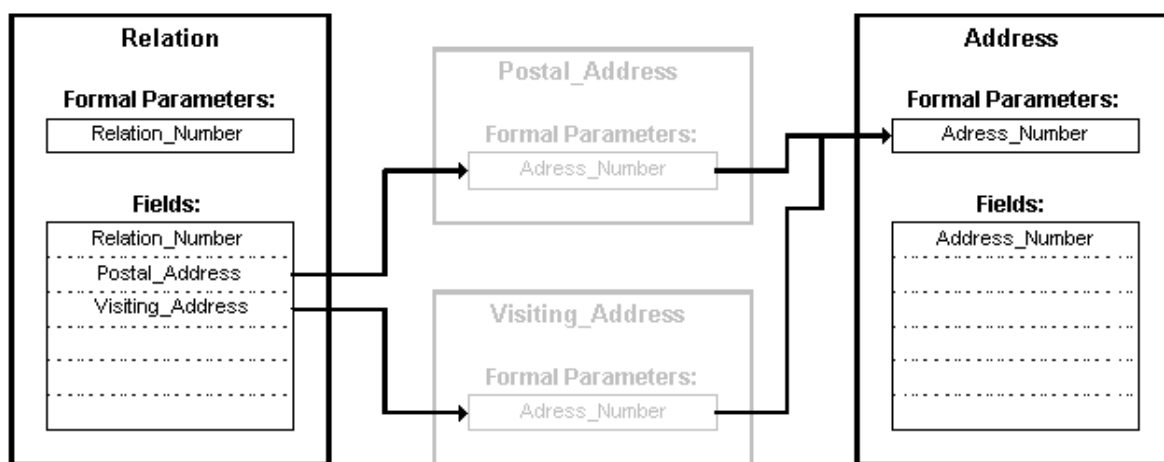 Relation
Formal Parameters:
Relation_Number
Fields:
Relation_Number
Postal_Address
Visiting_Address
Postal_Address
Formal Parameters:
Adress_Number
Visiting_Address
Formal Parameters:
Adress_Number
Address
Formal Parameters:
Adress_Number
Fields:
Address_Number